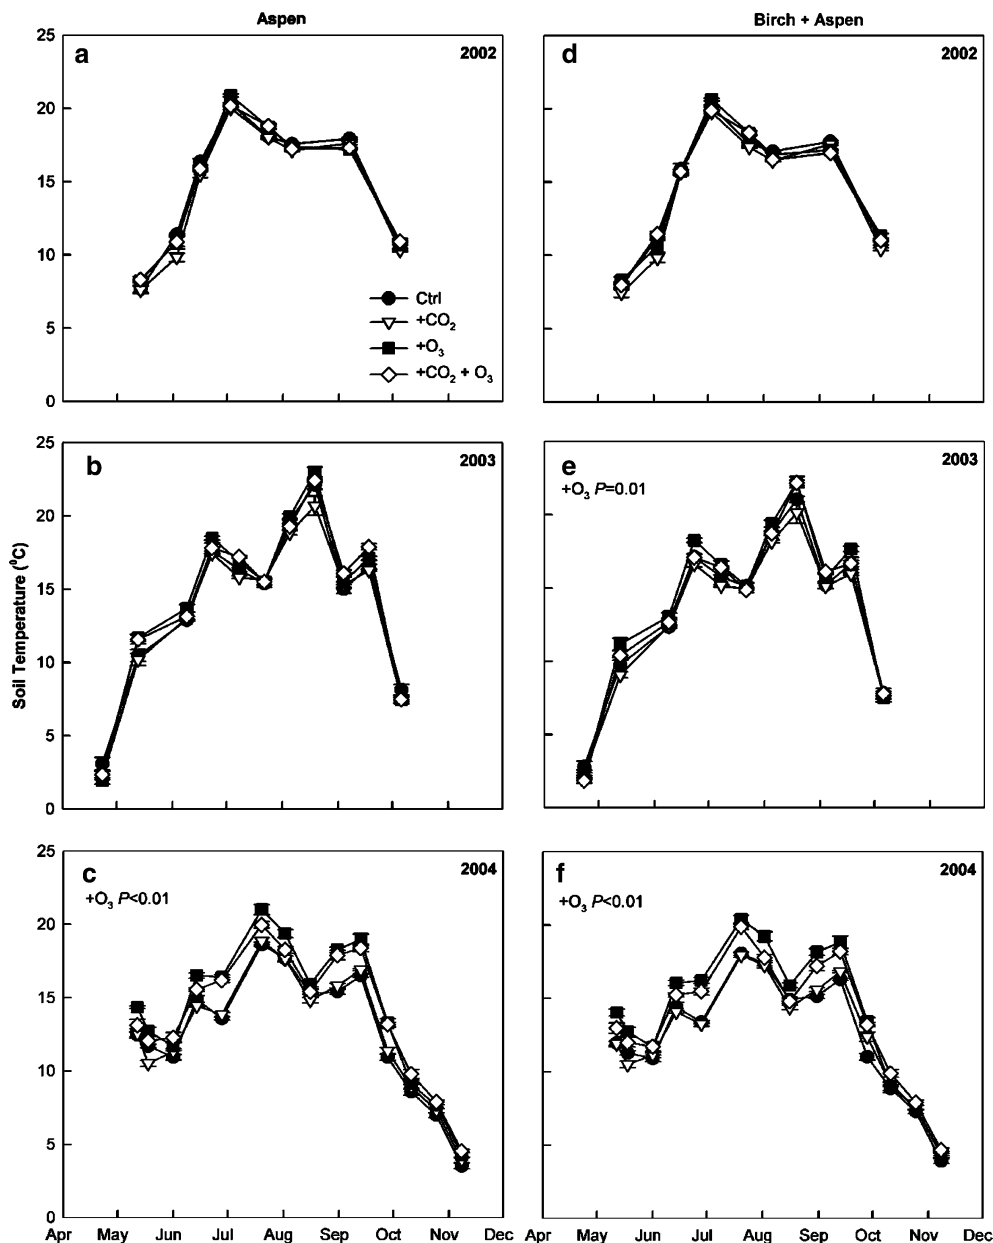 Aspen
Birch + Aspen
25
20
15
10
5
0
a
2002
Ctrl
+CO₂
+O₃
+CO₂ + O₃
d
2002
25
20
15
10
5
0
b
2003
e
2003
+O₃ P=0.01
Soil Temperature (⁰C)
25
20
15
10
5
0
c
2004
+O₃ P<0.01
f
2004
+O₃ P<0.01
Apr May Jun Jul Aug Sep Oct Nov Dec
Apr May Jun Jul Aug Sep Oct Nov Dec